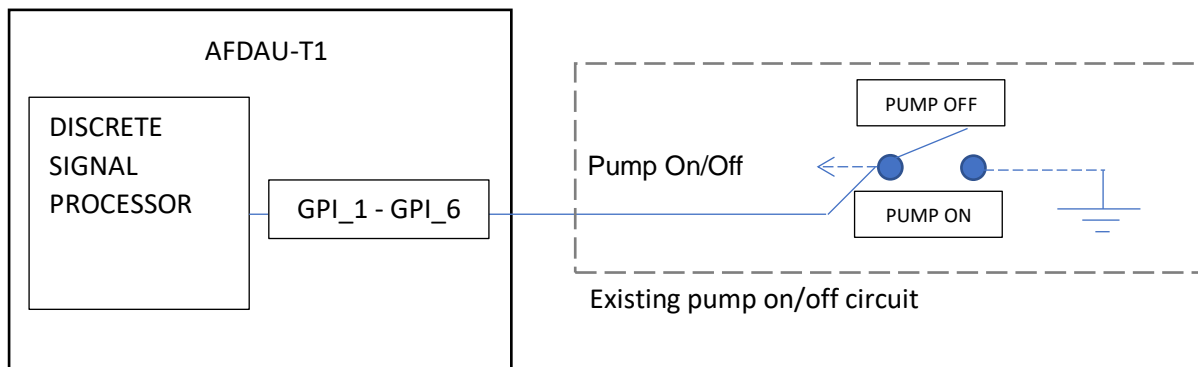 AFDAU-T1
DISCRETE
SIGNAL
PROCESSOR
GPI_1 - GPI_6
PUMP OFF
Pump On/Off
PUMP ON
Existing pump on/off circuit